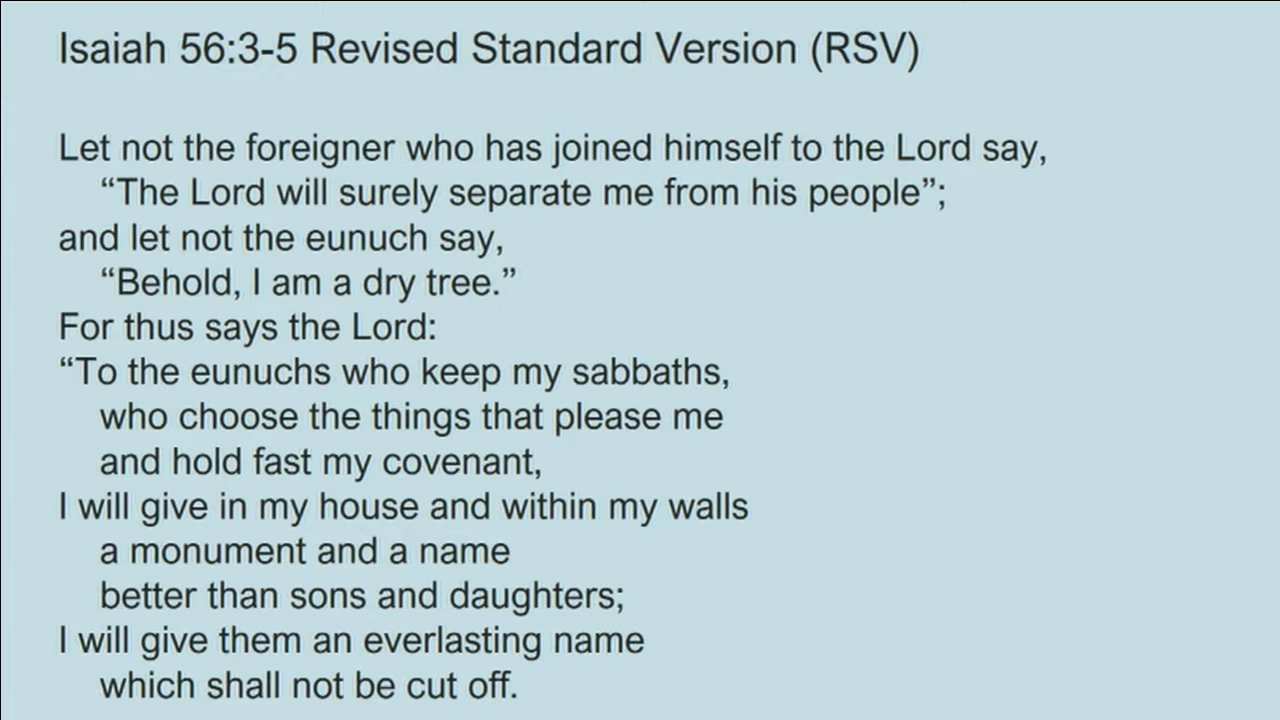 Isaiah 56:3-5 Revised Standard Version (RSV)
Let not the foreigner who has joined himself to the Lord say,
“The Lord will surely separate me from his people”;
and let not the eunuch say,
“Behold, I am a dry tree.”
For thus says the Lord:
“To the eunuchs who keep my sabbaths,
who choose the things that please me
and hold fast my covenant,
I will give in my house and within my walls
a monument and a name
better than sons and daughters;
I will give them an everlasting name
which shall not be cut off.